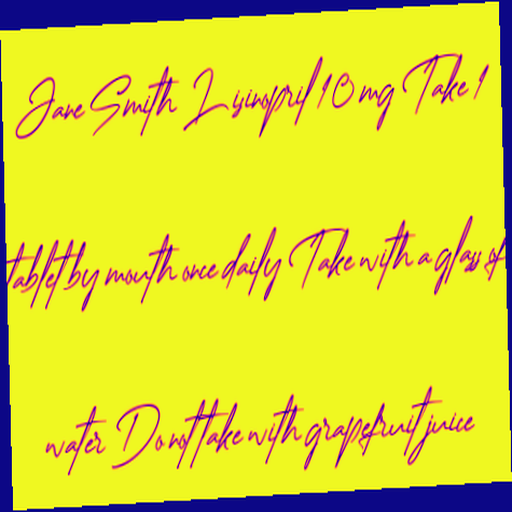 Jane Smith Lisinopril 10 mg Take 1
tablet by mouth once daily Take with a glass of
water Do not take with grapefruit juice